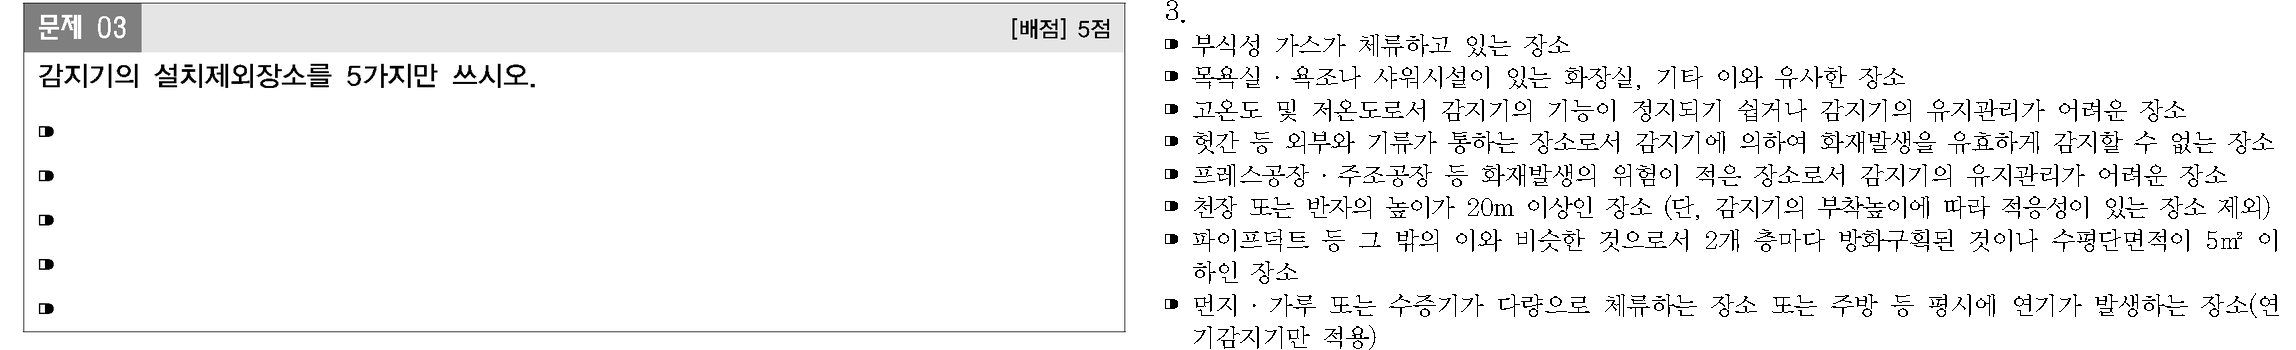 문제 03
[배점] 5점
감지기의 설치제외장소를 5가지만 쓰시오.
3.
부식성 가스가 체류하고 있는 장소
목욕실 · 욕조나 샤워시설이 있는 화장실, 기타 이와 유사한 장소
고온도 및 저온도로서 감지기의 기능이 정지되기 쉽거나 감지기의 유지관리가 어려운 장소
헛간 등 외부와 기류가 통하는 장소로서 감지기에 의하여 화재발생을 유효하게 감지할 수 없는 장소
프레스공장 · 주조공장 등 화재발생의 위험이 적은 장소로서 감지기의 유지관리가 어려운 장소
천장 또는 반자의 높이가 20m 이상인 장소 (단, 감지기의 부착높이에 따라 적응성이 있는 장소 제외)
파이프덕트 등 그 밖의 이와 비슷한 것으로서 2개 층마다 방화구획된 것이나 수평단면적이 5㎡ 이
하인 장소
먼지 · 가루 또는 수증기가 다량으로 체류하는 장소 또는 주방 등 평시에 연기가 발생하는 장소(연
기감지기만 적용)